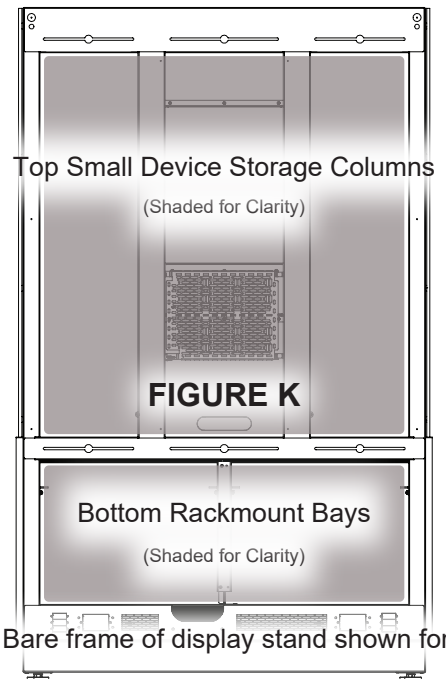 Top Small Device Storage Columns
(Shaded for Clarity)
FIGURE K
Bottom Rackmount Bays
(Shaded for Clarity)
Bare frame of display stand shown for